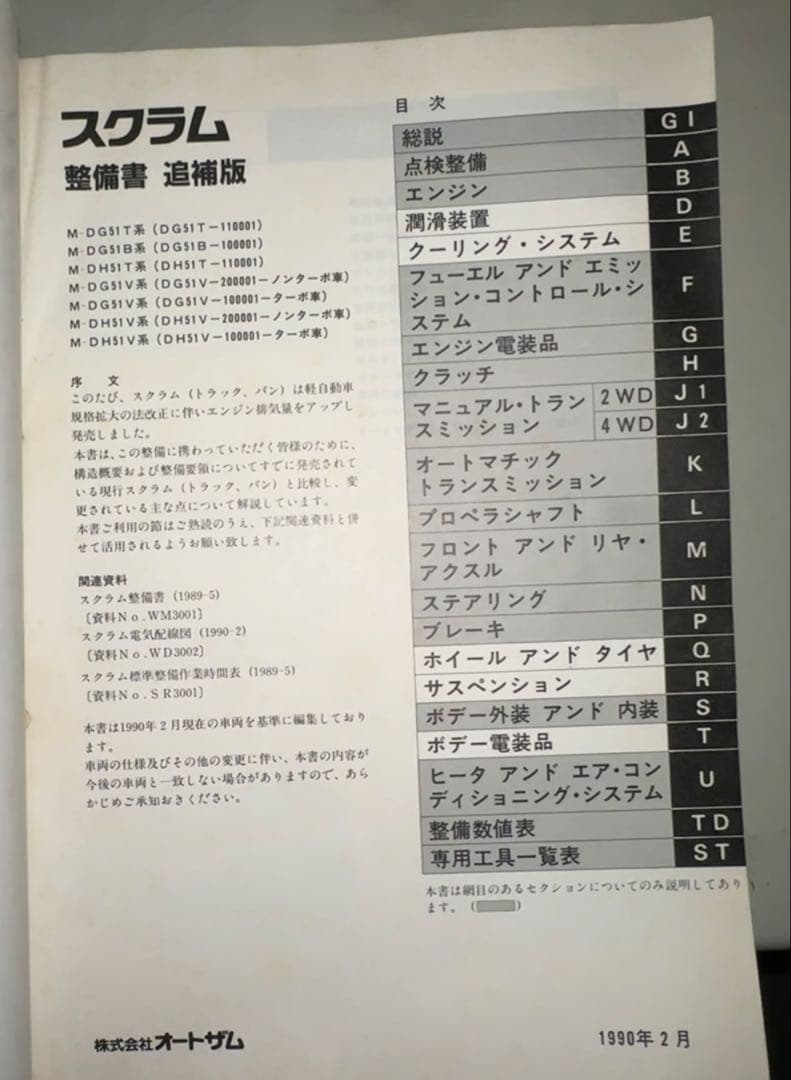 スクラム
整備書 追補版
M-DG51T系 (DG51T-110001)
M-DG51B系 (DG51B-100001)
M-DH51T系 (DH51T-110001)
M-DG51V系 (DG51V-200001-ノンターボ車)
M-DG51V系 (DG51V-100001-ターボ車)
M-DH51V系 (DH51V-200001-ノンターボ車)
M-DH51V系 (DH51V-100001-ターボ車)
序 文
このたび、スクラム(トラック、バン)は軽自動車
規格拡大の法改正に伴いエンジン排気量をアップし
発売しました。
本書は、この整備に携わっていただく皆様のために、
構造概要および整備要領についてすでに発売されて
いる現行スクラム(トラック、バン)と比較し、変
更されている主な点について解説しています。
本書ご利用の節はご熟読のうえ、下記関連資料と併
せて活用されるようお願い致します。
関連資料
スクラム整備書 (1989-5)
〔資料No.WM3001〕
スクラム電気配線図 (1990-2)
〔資料No.WD3002〕
スクラム標準整備作業時間表 (1989-5)
〔資料No.SR3001〕
本書は1990年2月現在の車両を基準に編集しており
ます。
車両の仕様及びその他の変更に伴い、本書の内容が
今後の車両と一致しない場合がありますので、あら
かじめご承知おきください。
株式会社オートザム
目 次
総説 GI
点検整備 A
エンジン B
潤滑装置 D
クーリング・システム E
フューエル アンド エミッ
ション・コントロール・シ
ステム F
エンジン電装品 G
クラッチ H
マニュアル・トラン
スミッション
2WD J1
4WD J2
オートマチック
トランスミッション K
プロペラシャフト L
フロント アンド リヤ・
アクスル M
ステアリング N
ブレーキ P
ホイール アンド タイヤ Q
サスペンション R
ボデー外装 アンド 内装 S
ボデー電装品 T
ヒータ アンド エア・コン
ディショニング・システム U
整備数値表 TD
専用工具一覧表 ST
本書は網目のあるセクションについてのみ説明してあり
ます。( )
1990年2月